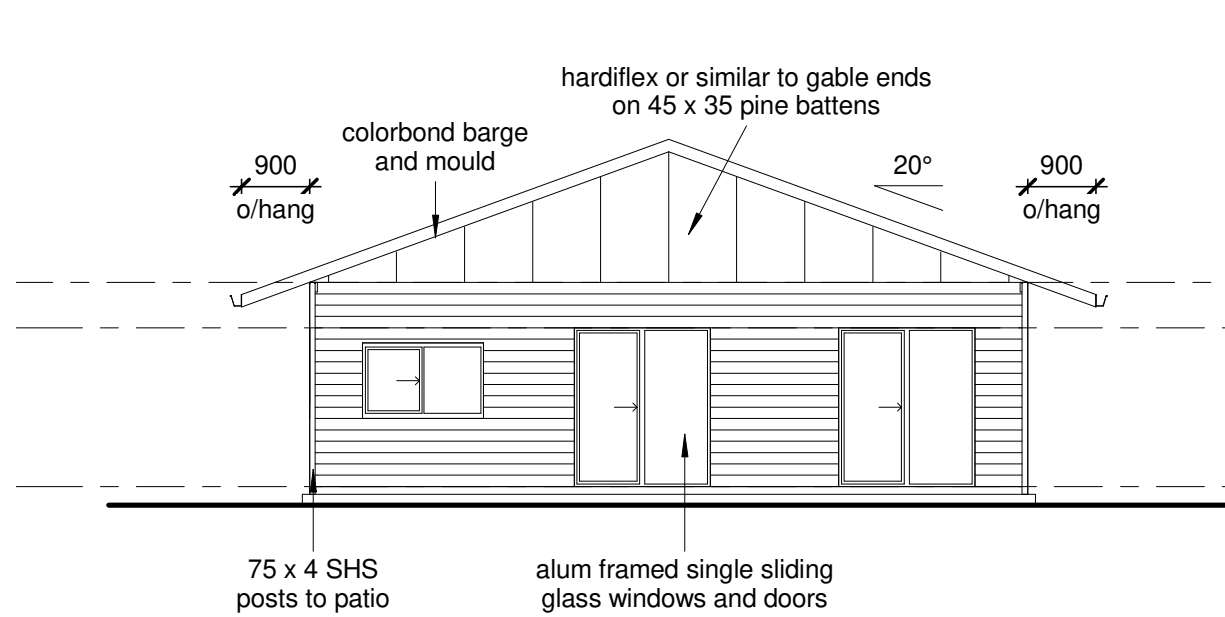 hardiflex or similar to gable ends
on 45 x 35 pine battens
colorbond barge
and mould
900
o/hang
20°
900
o/hang
75 x 4 SHS
posts to patio
alum framed single sliding
glass windows and doors